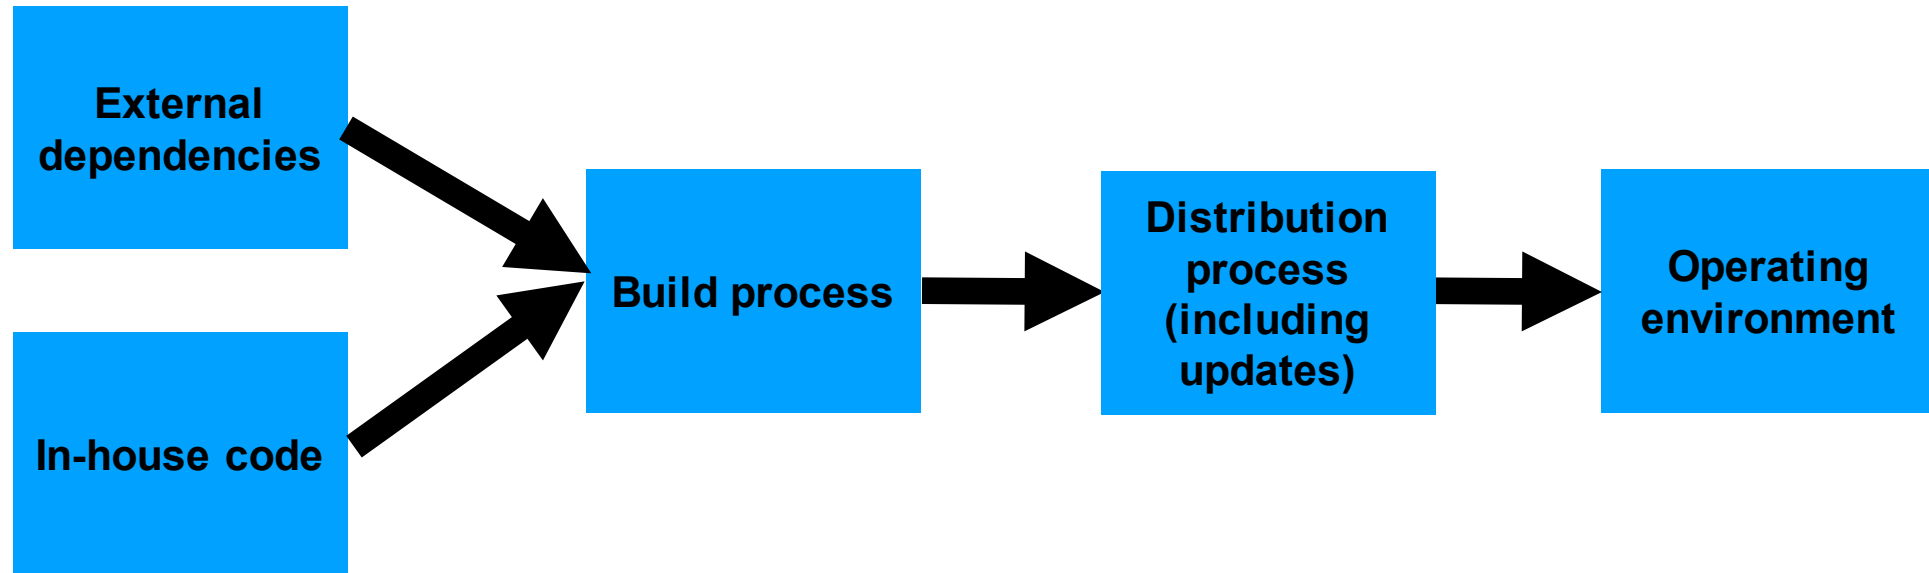 External
dependencies
In-house code
Build process
Distribution
process
(including
updates)
Operating
environment